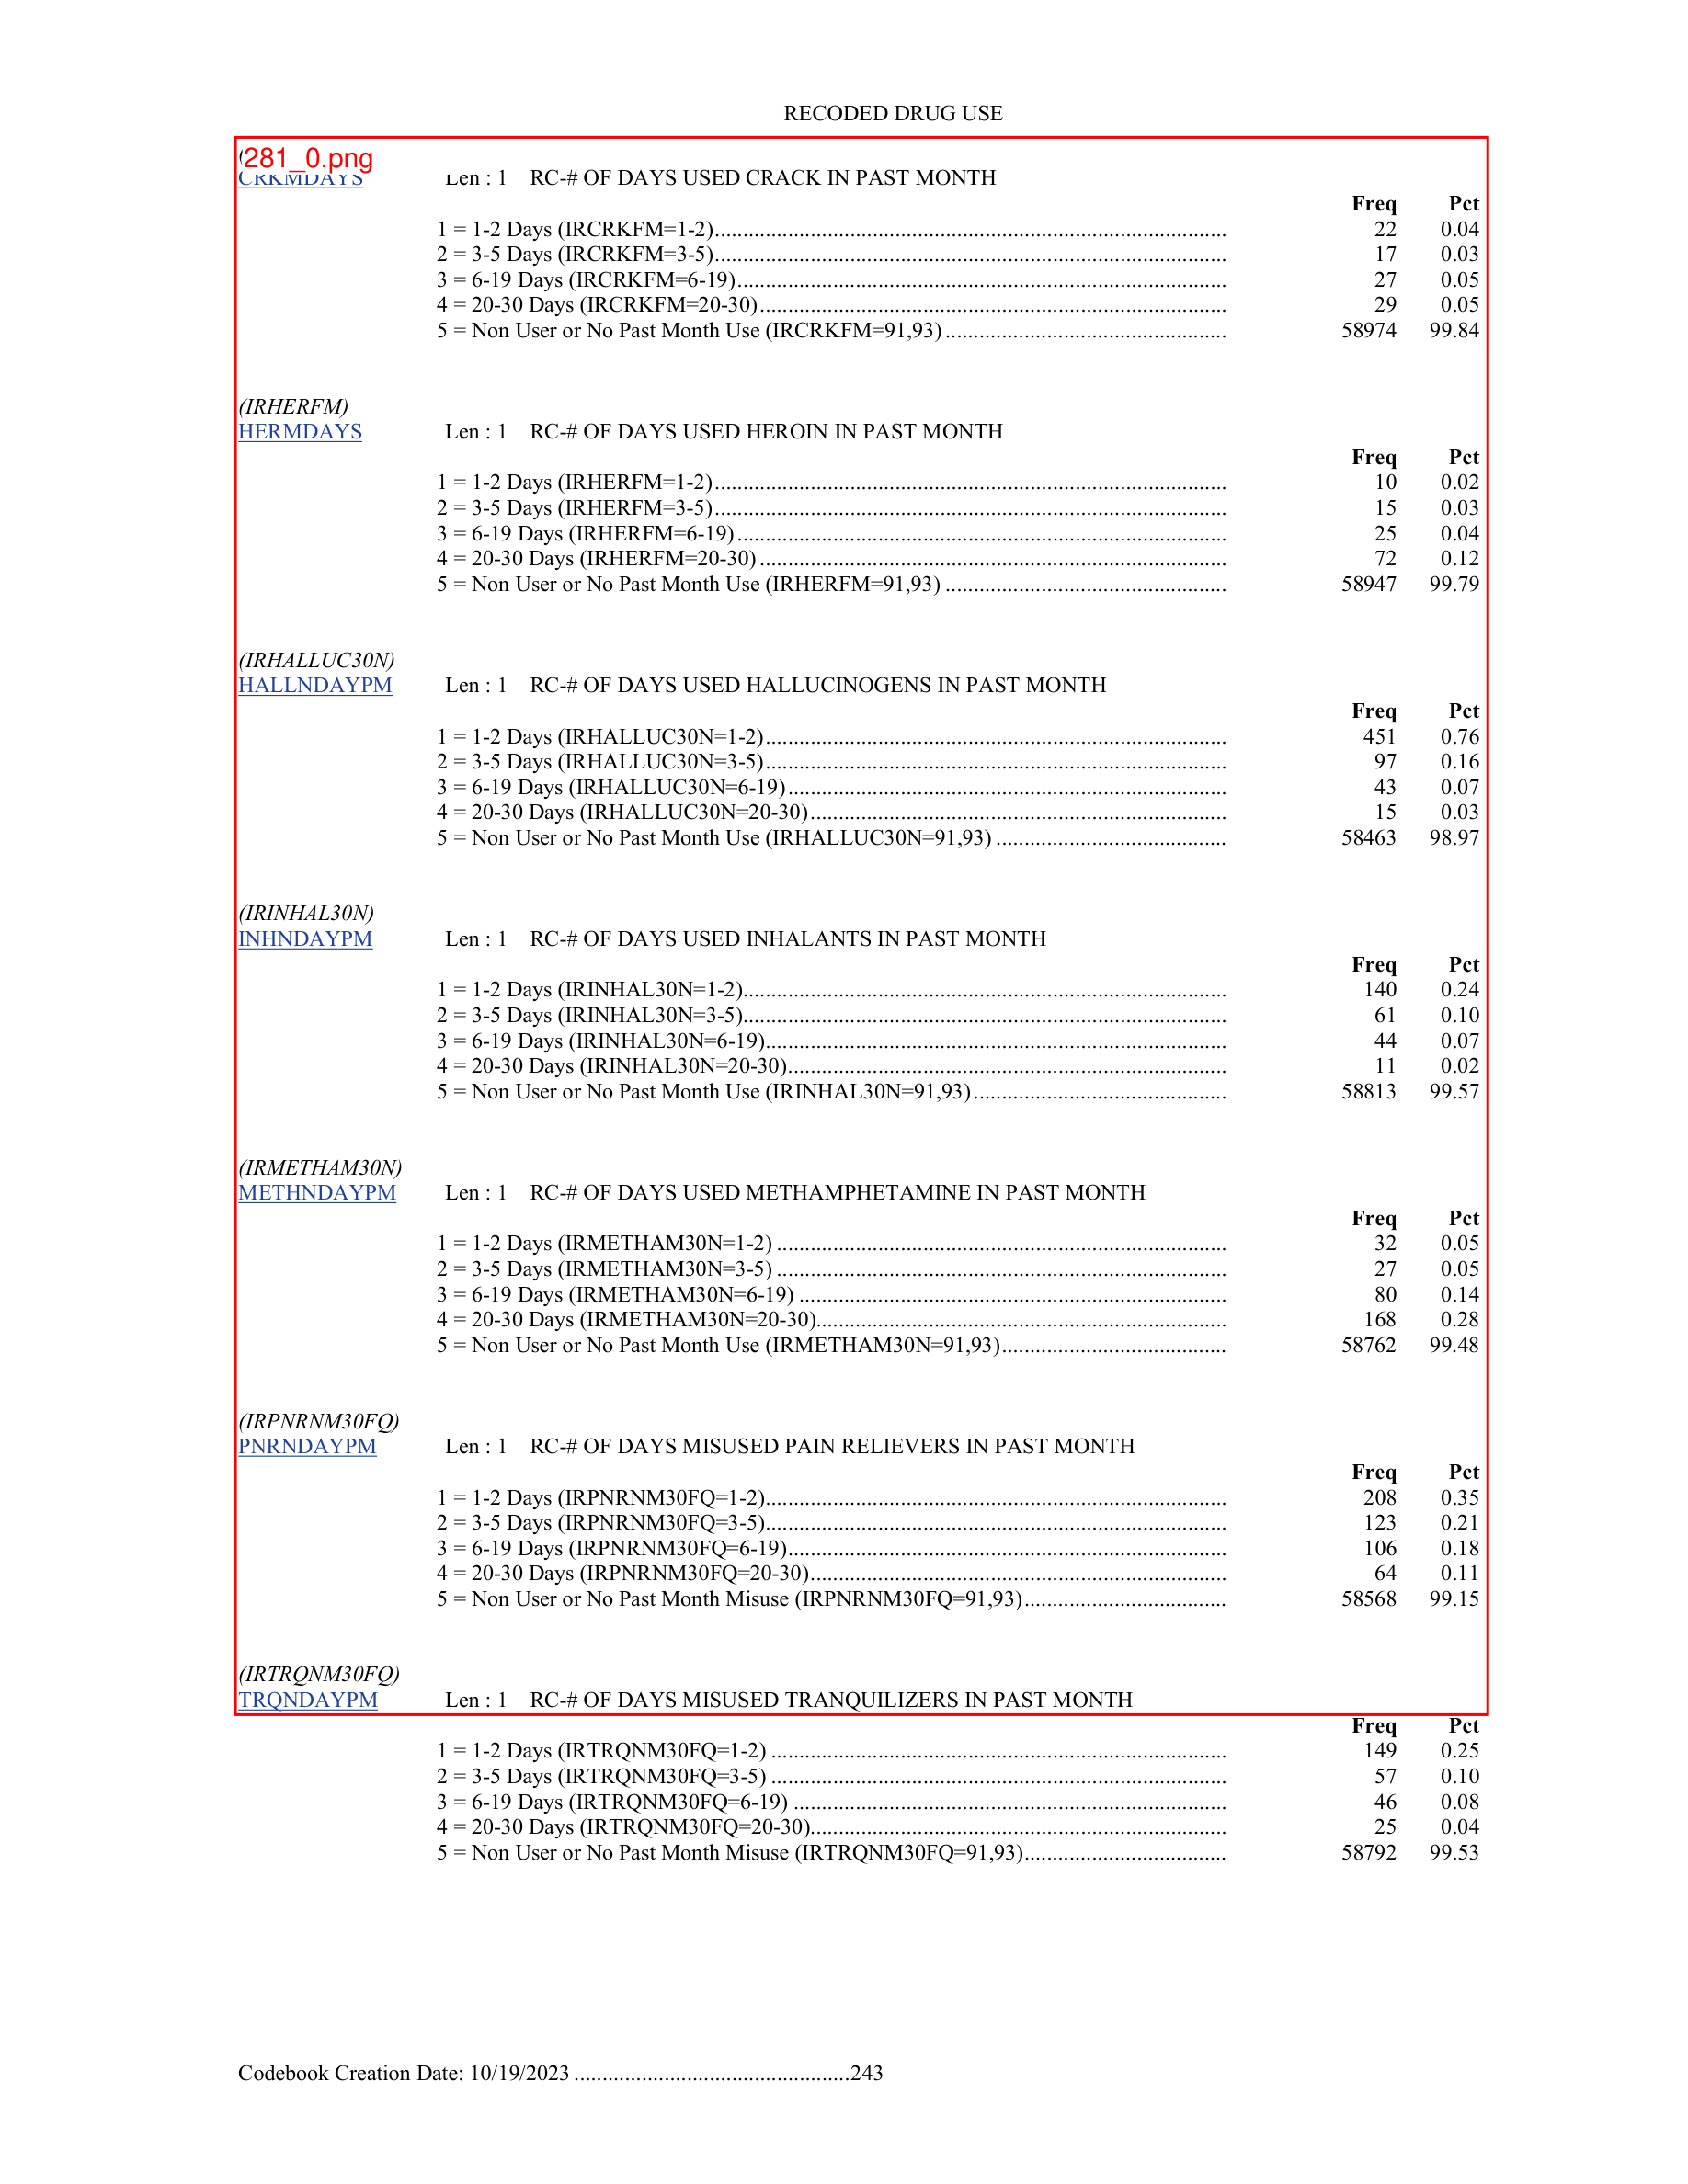 RECODED DRUG USE
281_0.png
CRKMDAYS Len : 1 RC-# OF DAYS USED CRACK IN PAST MONTH
Freq Pct
1 = 1-2 Days (IRCRKFM=1-2) 22 0.04
2 = 3-5 Days (IRCRKFM=3-5) 17 0.03
3 = 6-19 Days (IRCRKFM=6-19) 27 0.05
4 = 20-30 Days (IRCRKFM=20-30) 29 0.05
5 = Non User or No Past Month Use (IRCRKFM=91,93) 58974 99.84
(IRHERFM)
HERMDAYS Len : 1 RC-# OF DAYS USED HEROIN IN PAST MONTH
Freq Pct
1 = 1-2 Days (IRHERFM=1-2) 10 0.02
2 = 3-5 Days (IRHERFM=3-5) 15 0.03
3 = 6-19 Days (IRHERFM=6-19) 25 0.04
4 = 20-30 Days (IRHERFM=20-30) 72 0.12
5 = Non User or No Past Month Use (IRHERFM=91,93) 58947 99.79
(IRHALLUC30N)
HALLNDAYPM Len : 1 RC-# OF DAYS USED HALLUCINOGENS IN PAST MONTH
Freq Pct
1 = 1-2 Days (IRHALLUC30N=1-2) 451 0.76
2 = 3-5 Days (IRHALLUC30N=3-5) 97 0.16
3 = 6-19 Days (IRHALLUC30N=6-19) 43 0.07
4 = 20-30 Days (IRHALLUC30N=20-30) 15 0.03
5 = Non User or No Past Month Use (IRHALLUC30N=91,93) 58463 98.97
(IRINHAL30N)
INHNDAYPM Len : 1 RC-# OF DAYS USED INHALANTS IN PAST MONTH
Freq Pct
1 = 1-2 Days (IRINHAL30N=1-2) 140 0.24
2 = 3-5 Days (IRINHAL30N=3-5) 61 0.10
3 = 6-19 Days (IRINHAL30N=6-19) 44 0.07
4 = 20-30 Days (IRINHAL30N=20-30) 11 0.02
5 = Non User or No Past Month Use (IRINHAL30N=91,93) 58813 99.57
(IRMETHAM30N)
METHNDAYPM Len : 1 RC-# OF DAYS USED METHAMPHETAMINE IN PAST MONTH
Freq Pct
1 = 1-2 Days (IRMETHAM30N=1-2) 32 0.05
2 = 3-5 Days (IRMETHAM30N=3-5) 27 0.05
3 = 6-19 Days (IRMETHAM30N=6-19) 80 0.14
4 = 20-30 Days (IRMETHAM30N=20-30) 168 0.28
5 = Non User or No Past Month Use (IRMETHAM30N=91,93) 58762 99.48
(IRPNRNM30FQ)
PNRNDAYPM Len : 1 RC-# OF DAYS MISUSED PAIN RELIEVERS IN PAST MONTH
Freq Pct
1 = 1-2 Days (IRPNRNM30FQ=1-2) 208 0.35
2 = 3-5 Days (IRPNRNM30FQ=3-5) 123 0.21
3 = 6-19 Days (IRPNRNM30FQ=6-19) 106 0.18
4 = 20-30 Days (IRPNRNM30FQ=20-30) 64 0.11
5 = Non User or No Past Month Misuse (IRPNRNM30FQ=91,93) 58568 99.15
(IRTRQNM30FQ)
TRQNDAYPM Len : 1 RC-# OF DAYS MISUSED TRANQUILIZERS IN PAST MONTH
Freq Pct
1 = 1-2 Days (IRTRQNM30FQ=1-2) 149 0.25
2 = 3-5 Days (IRTRQNM30FQ=3-5) 57 0.10
3 = 6-19 Days (IRTRQNM30FQ=6-19) 46 0.08
4 = 20-30 Days (IRTRQNM30FQ=20-30) 25 0.04
5 = Non User or No Past Month Misuse (IRTRQNM30FQ=91,93) 58792 99.53
Codebook Creation Date: 10/19/2023 243